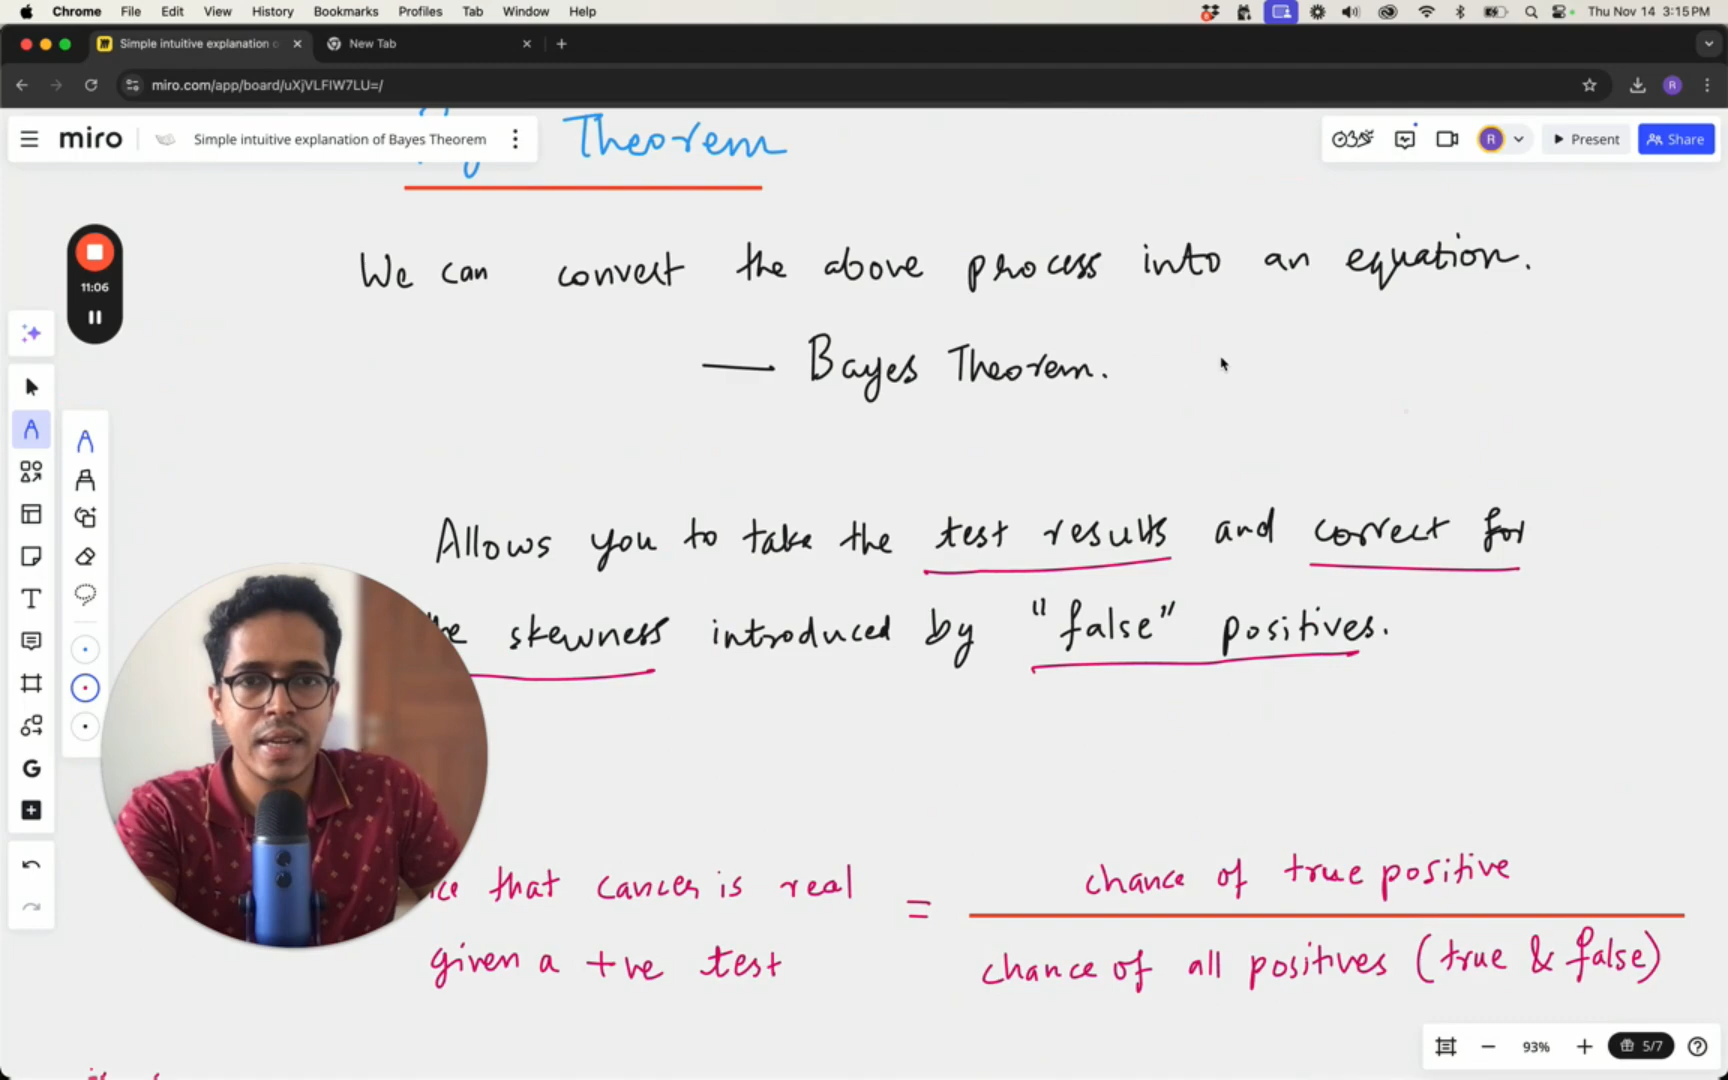 Chrome File Edit View History Bookmarks Profiles Tab Window Help Thu Nov 14 3:15 PM
Simple intuitive explanation o New Tab
miro.com/app/board/uXjVLFIW7LU=/ R
Theorem
miro Simple intuitive explanation of Bayes Theorem R Present Share
We can convert the above process into an equation.
— Bayes Theorem.
11:06
Allows you to take the test results and correct for
skewness introduced by "false" positives.
that cancer is real = chance of true positive
given a +ve test chance of all positives (true & false)
93% 5/7